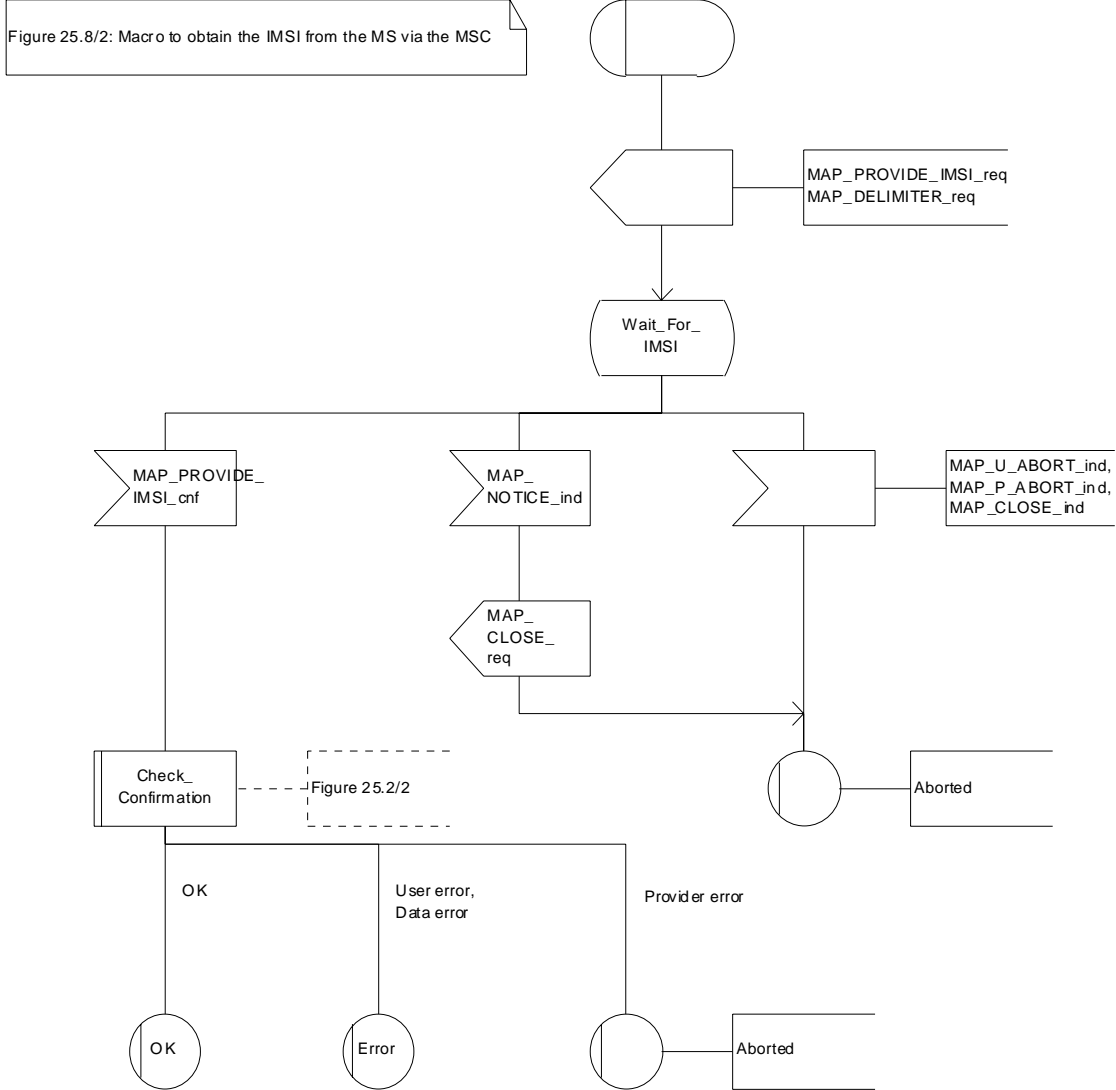 Figure 25.8/2: Macro to obtain the IMSI from the MS via the MSC
MAP_PROVIDE_IMSI_req
MAP_DELIMITER_req
Wait_For_
IMSI
MAP_PROVIDE_
IMSI_cnf
MAP_
NOTICE_ind
MAP_U_ABORT_ind,
MAP_P_ABORT_ind,
MAP_CLOSE_ind
MAP_
CLOSE_
req
Check_
Confirmation
Figure 25.2/2
Aborted
OK
User error,
Data error
Provider error
OK
Error
Aborted